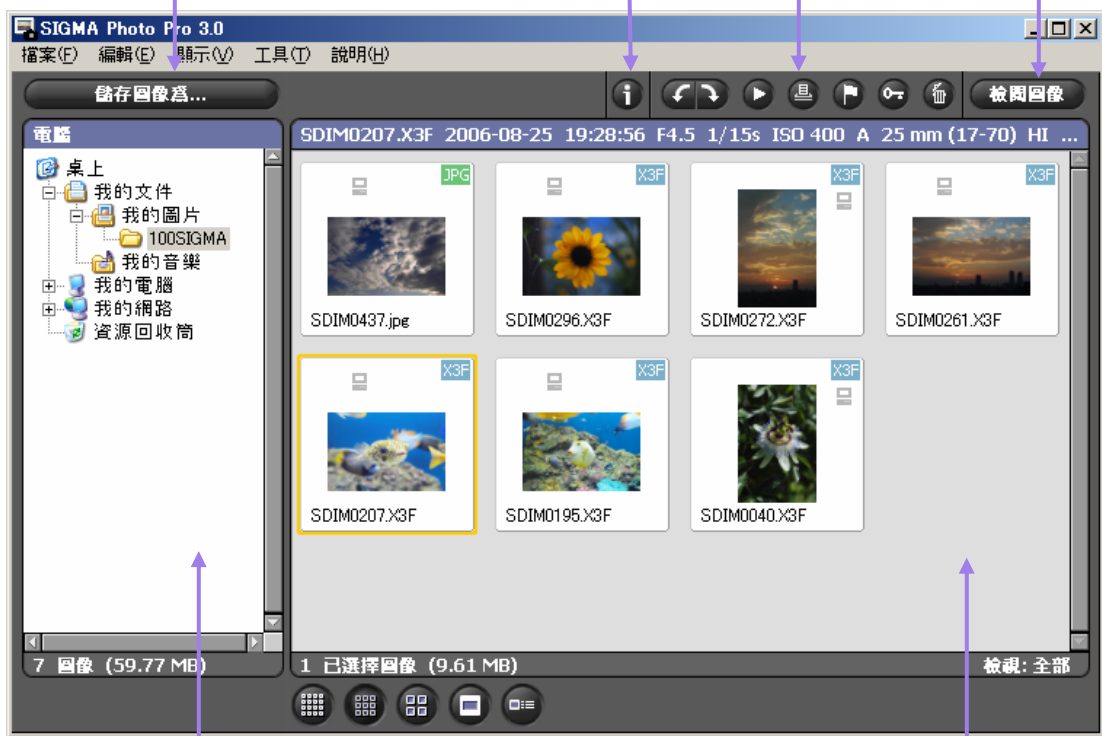 SIGMA Photo Pro 3.0
檔案(F) 編輯(E) 顯示(V) 工具(T) 說明(H)
儲存圖像為... 檢閱圖像
電腦
SDIM0207.X3F 2006-08-25 19:28:56 F4.5 1/15s ISO 400 A 25 mm (17-70) HI ...
桌上
我的文件
我的圖片
100SIGMA
我的音樂
我的電腦
我的網路
資源回收筒
JPG X3F X3F X3F
SDIM0437.jpg SDIM0296.X3F SDIM0272.X3F SDIM0261.X3F
X3F X3F X3F
SDIM0207.X3F SDIM0195.X3F SDIM0040.X3F
7 圖像 (59.77 MB)
1 已選擇圖像 (9.61 MB) 檢視: 全部